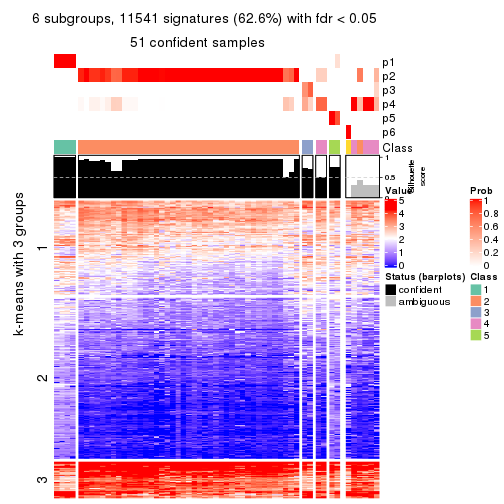 6 subgroups, 11541 signatures (62.6%) with fdr < 0.05
51 confident samples
p1
p2
p3
p4
p5
p6
Class
1
0.5
0
Silhouette
score
k-means with 3 groups
1
2
3
Value
5
4
3
2
1
0
Prob
1
0.8
0.6
0.4
0.2
0
Status (barplots)
confident
ambiguous
Class
1
2
3
4
5